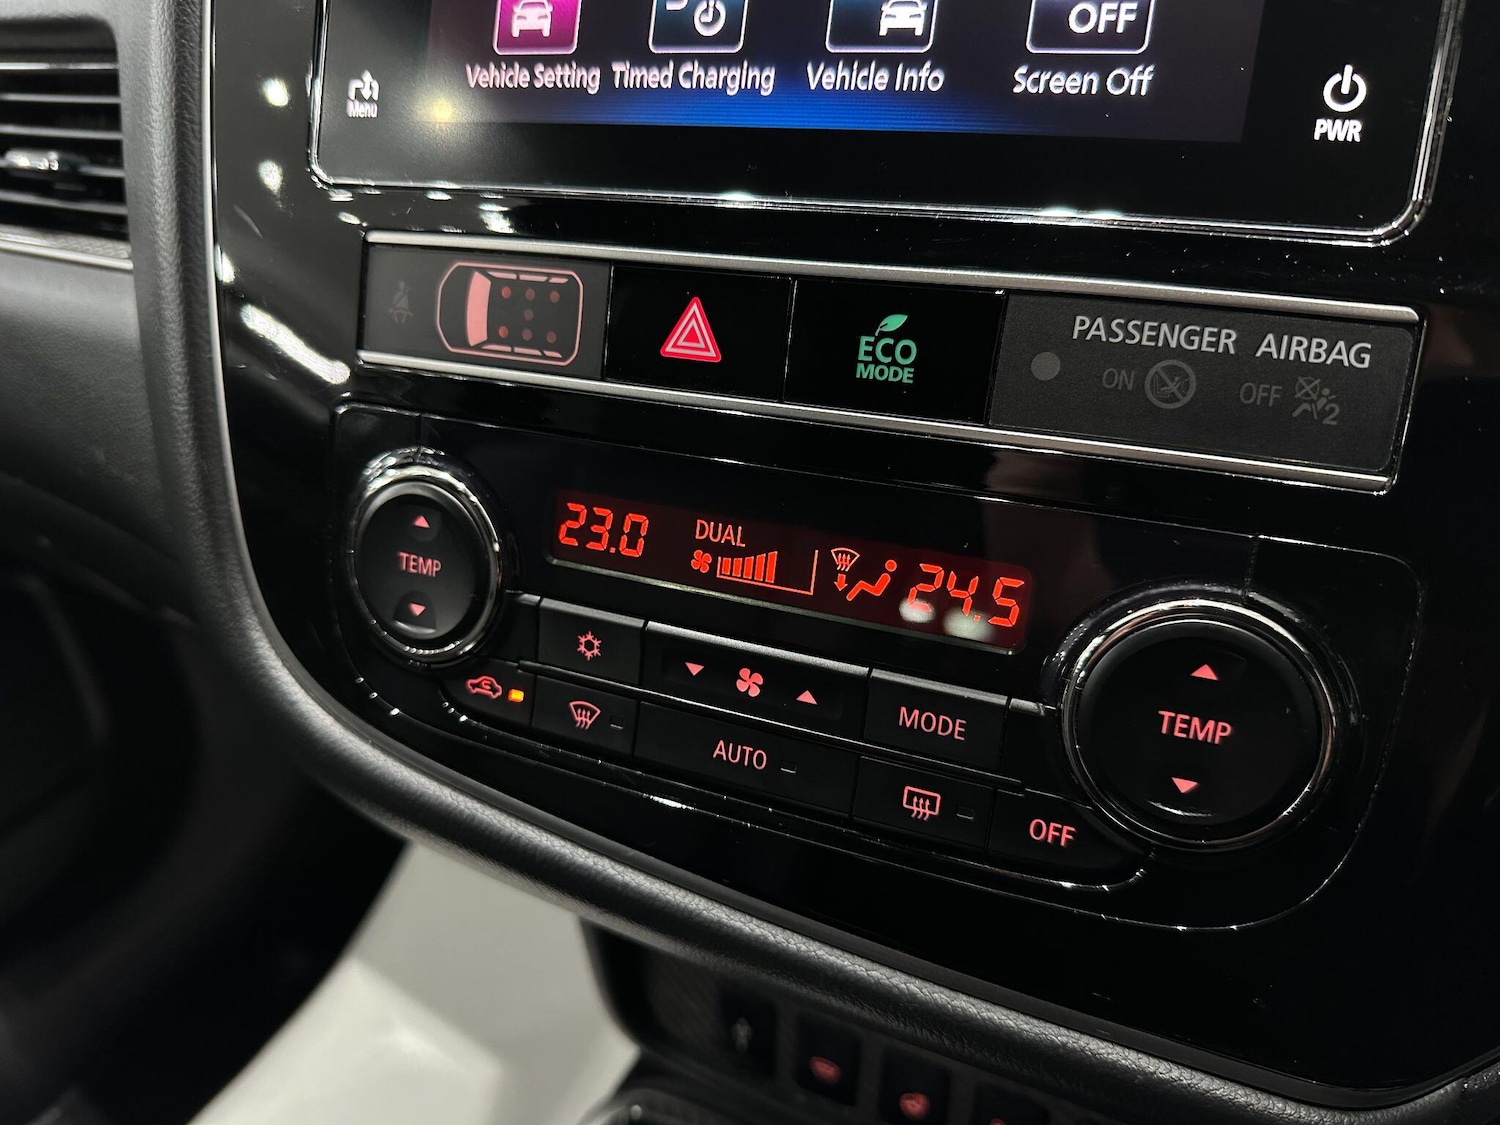 OFF
Vehicle Setting Timed Charging Vehicle Info Screen Off
Menu
PWR
ECO
MODE
PASSENGER AIRBAG
ON OFF 2
23.0 DUAL 24.5
TEMP
MODE
TEMP
AUTO
OFF